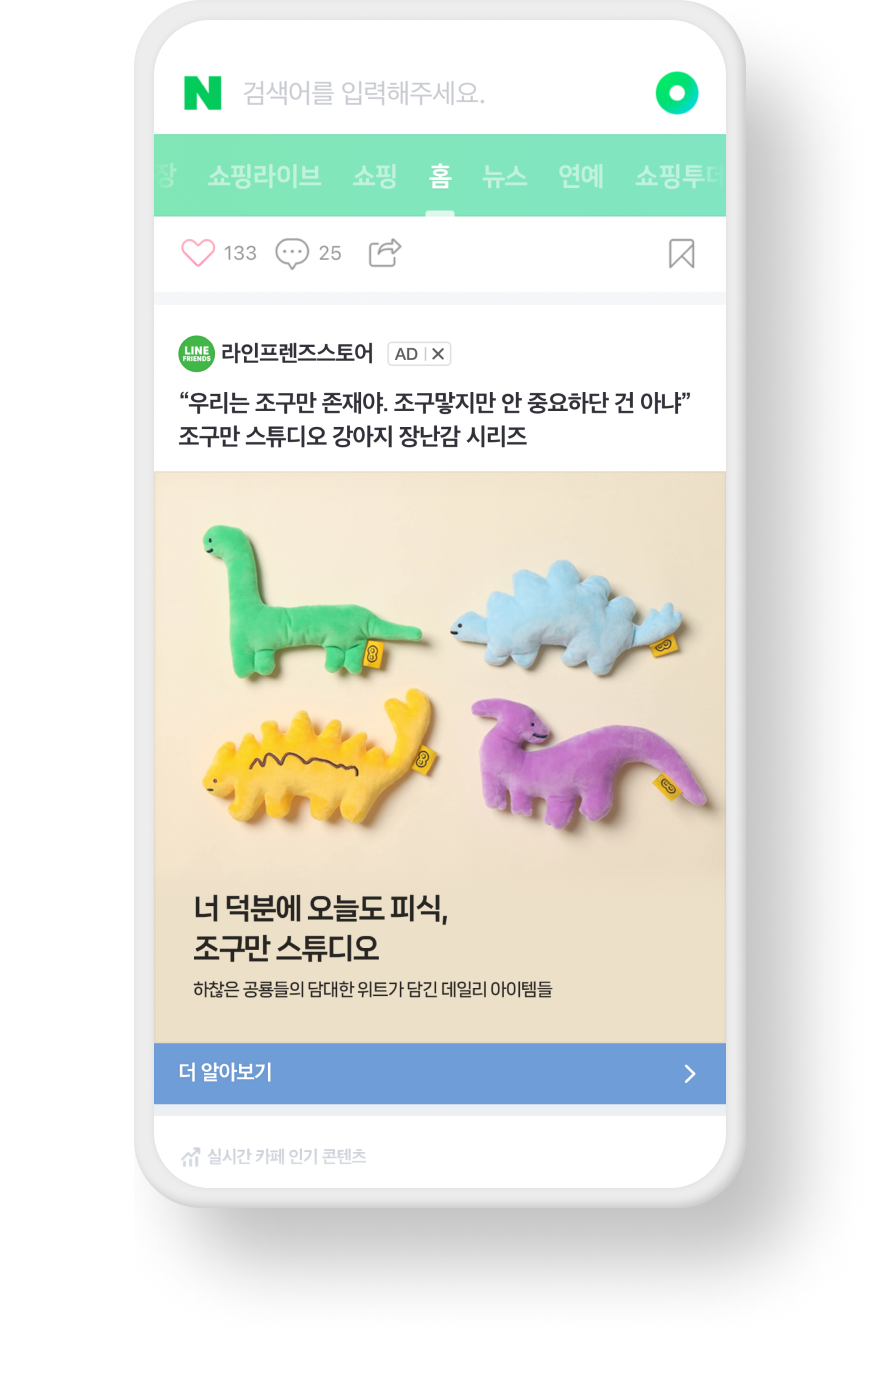 N 검색어를 입력해주세요.
장 쇼핑라이브 쇼핑 홈 뉴스 연예 쇼핑투데
133 25
LINE FRIENDS 라인프렌즈스토어 AD
“우리는 조구만 존재야. 조구맣지만 안 중요하단 건 아냐”
조구만 스튜디오 강아지 장난감 시리즈
너 덕분에 오늘도 피식,
조구만 스튜디오
하찮은 공룡들의 담대한 위트가 담긴 데일리 아이템들
더 알아보기
실시간 카페 인기 콘텐츠